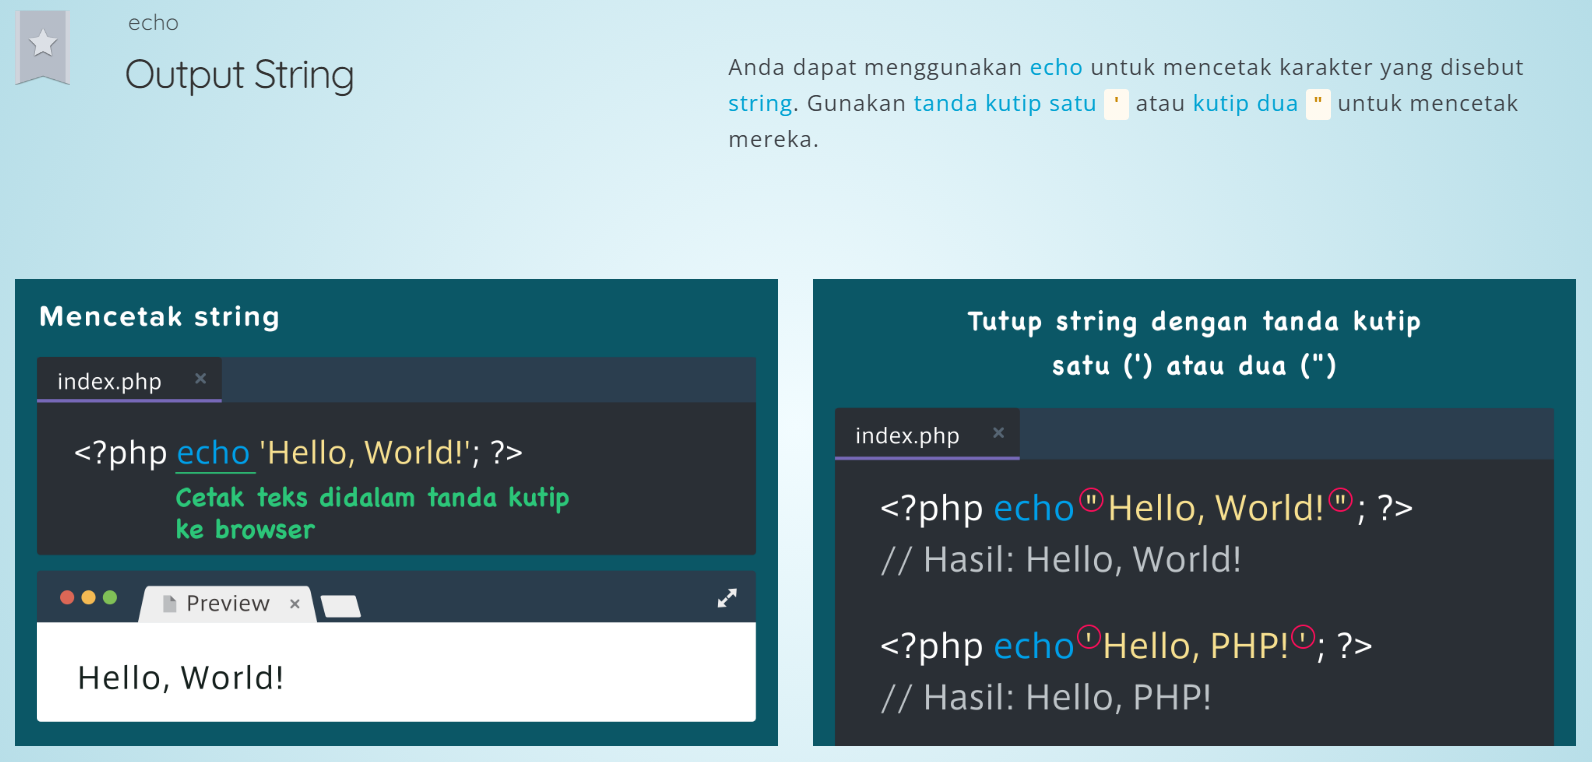 echo
Output String
Anda dapat menggunakan echo untuk mencetak karakter yang disebut
string. Gunakan tanda kutip satu ' atau kutip dua " untuk mencetak
mereka.
Mencetak string
index.php ×
<?php echo 'Hello, World!'; ?>
Cetak teks didalam tanda kutip
ke browser
Preview ×
Hello, World!
Tutup string dengan tanda kutip
satu (') atau dua (")
index.php ×
<?php echo "Hello, World!"; ?>
// Hasil: Hello, World!
<?php echo 'Hello, PHP!'; ?>
// Hasil: Hello, PHP!